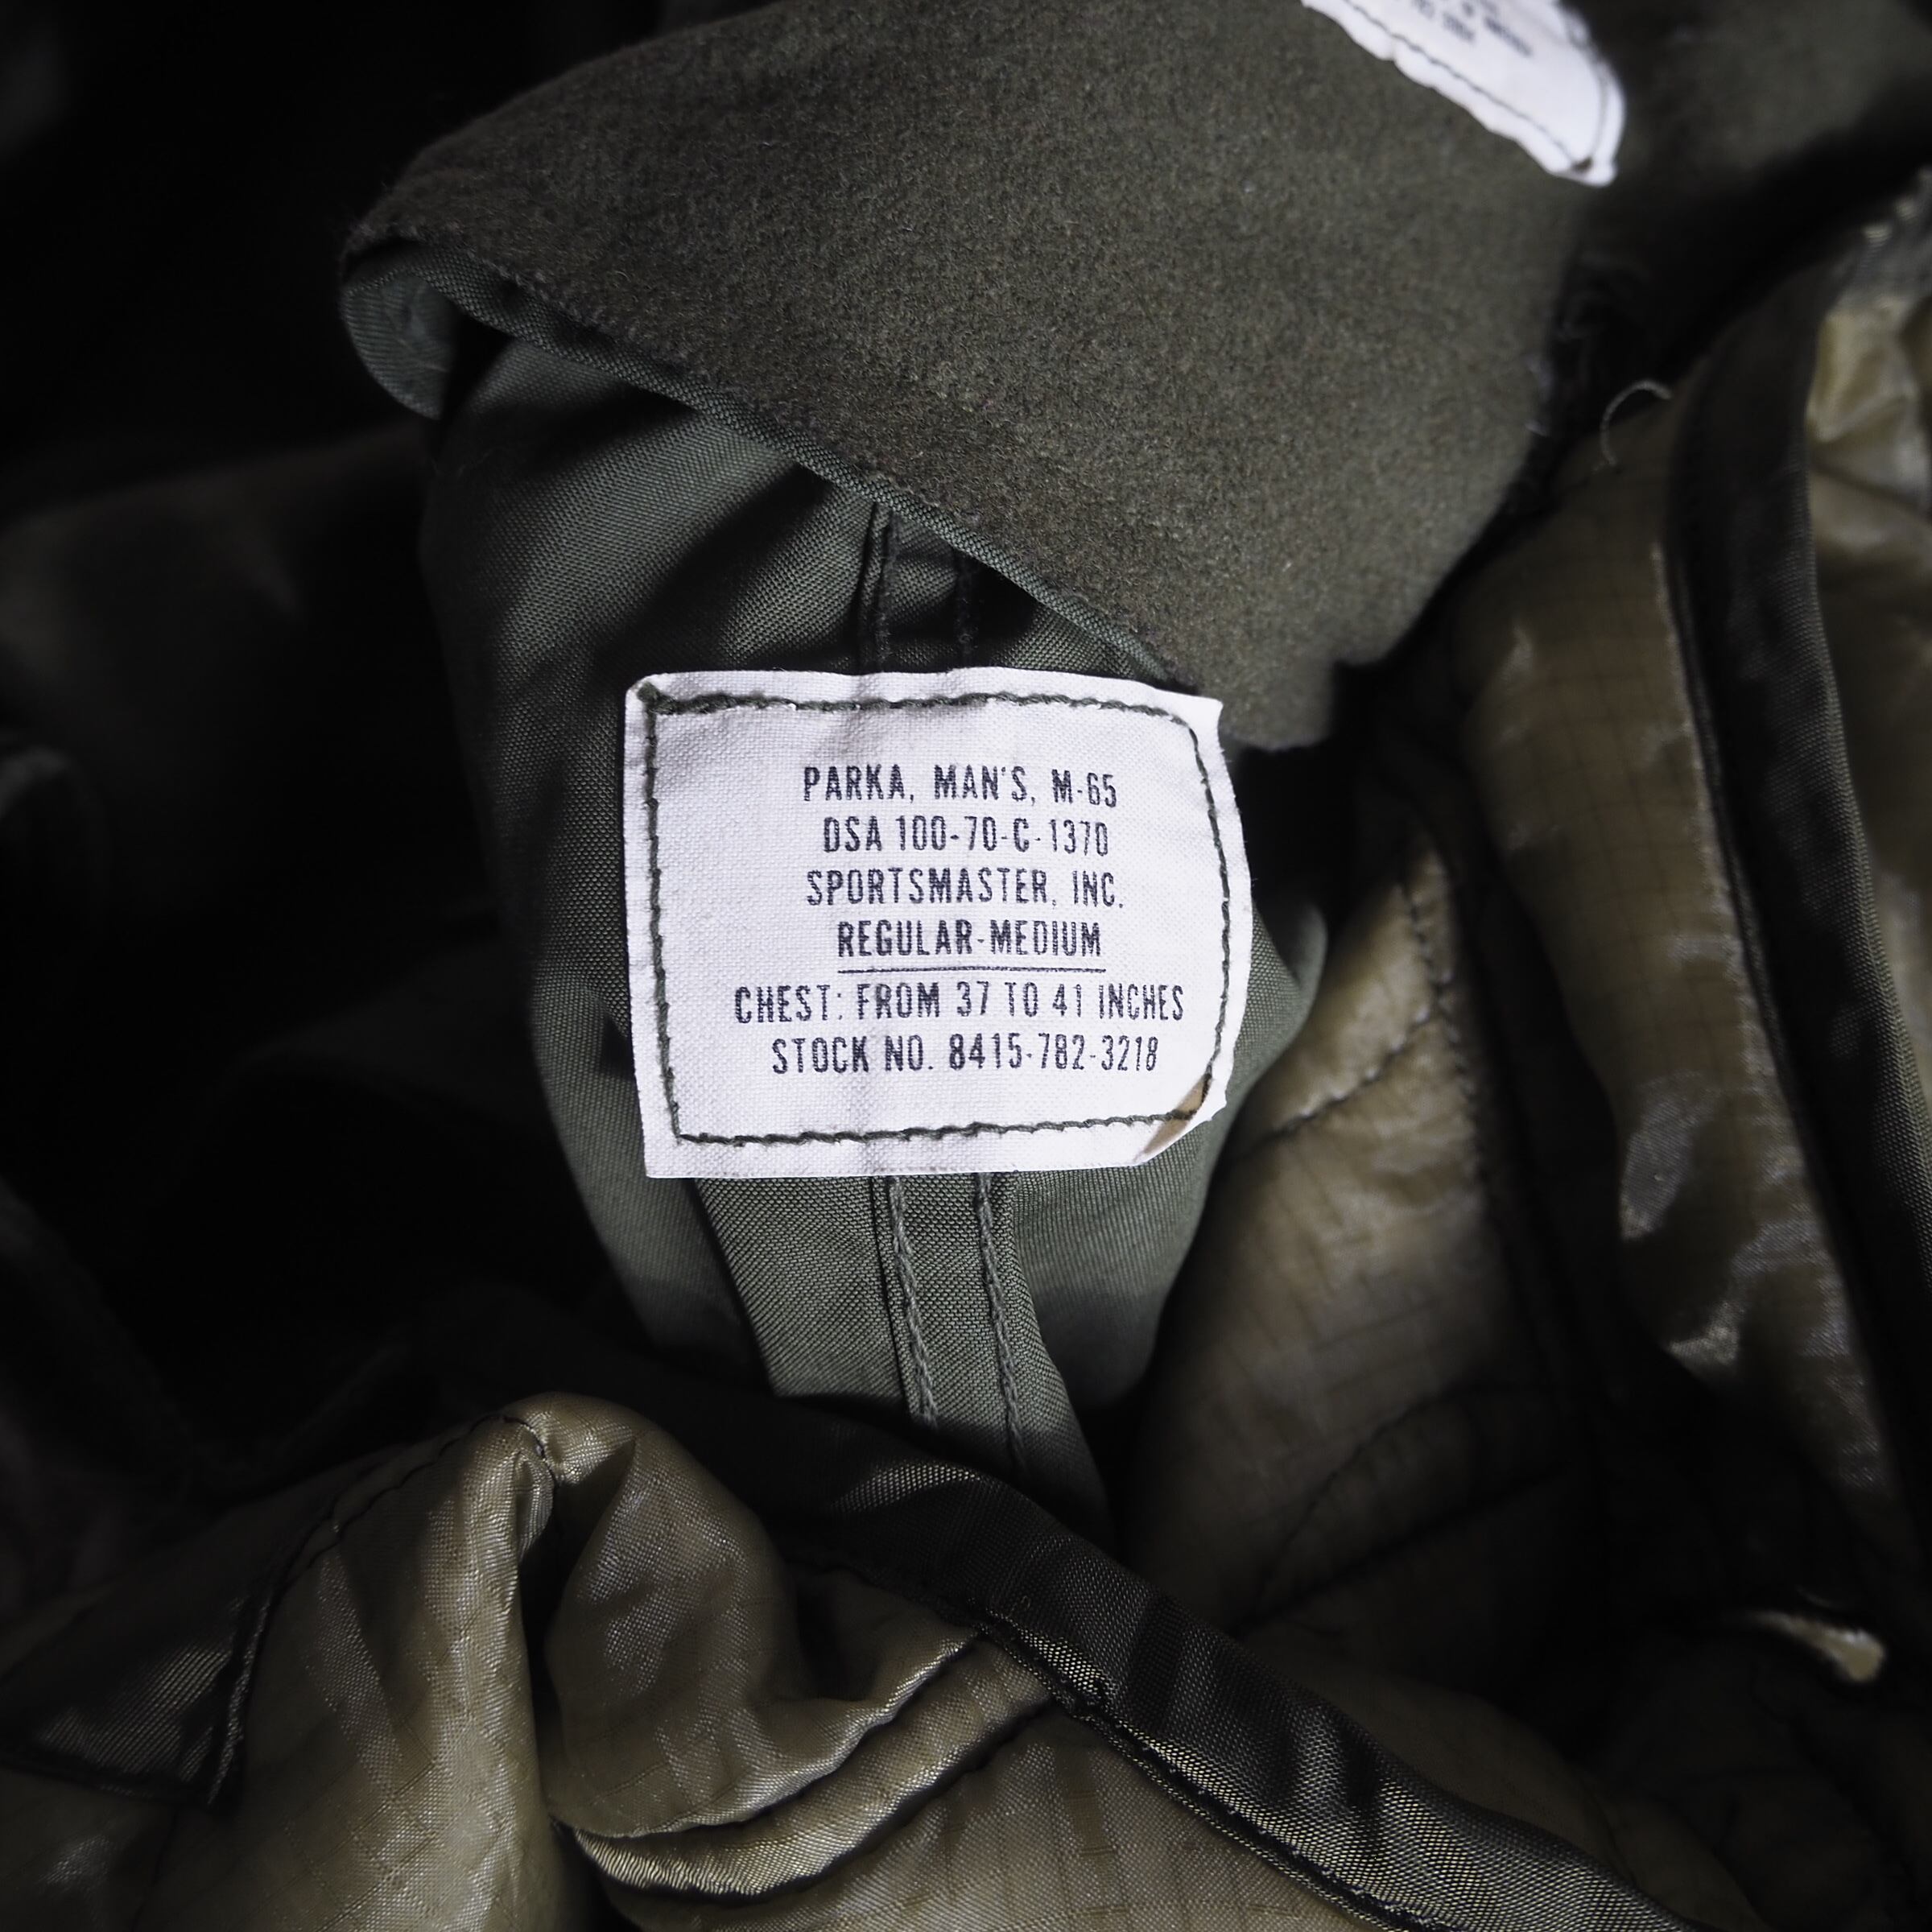 PARKA, MAN'S, M-65
DSA 100-70-C-1370
SPORTSMASTER, INC.
REGULAR-MEDIUM
CHEST: FROM 37 TO 41 INCHES
STOCK NO. 8415-782-3218